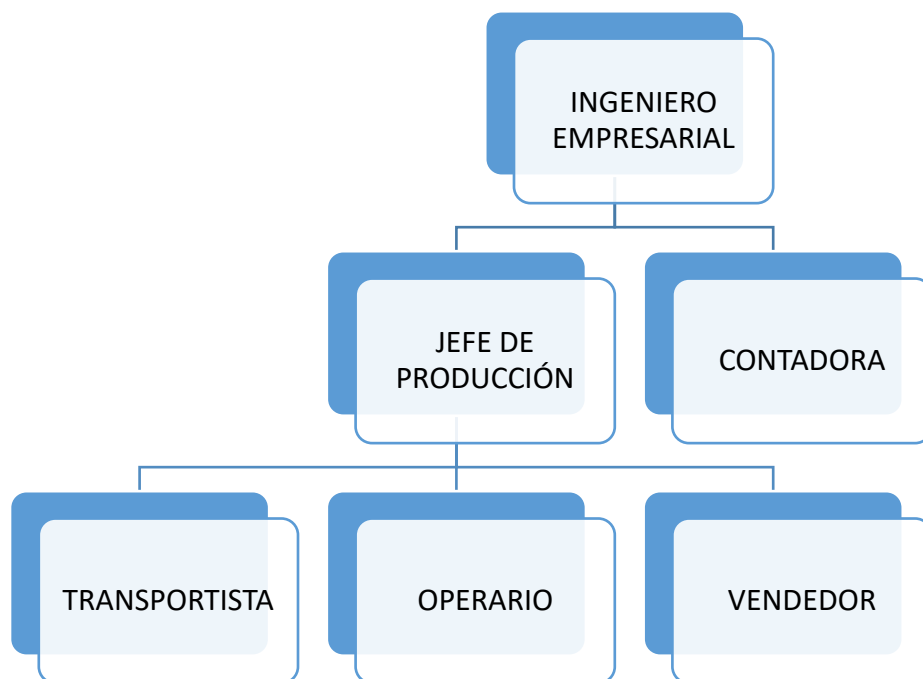 INGENIERO
EMPRESARIAL
JEFE DE
PRODUCCIÓN
CONTADORA
TRANSPORTISTA
OPERARIO
VENDEDOR